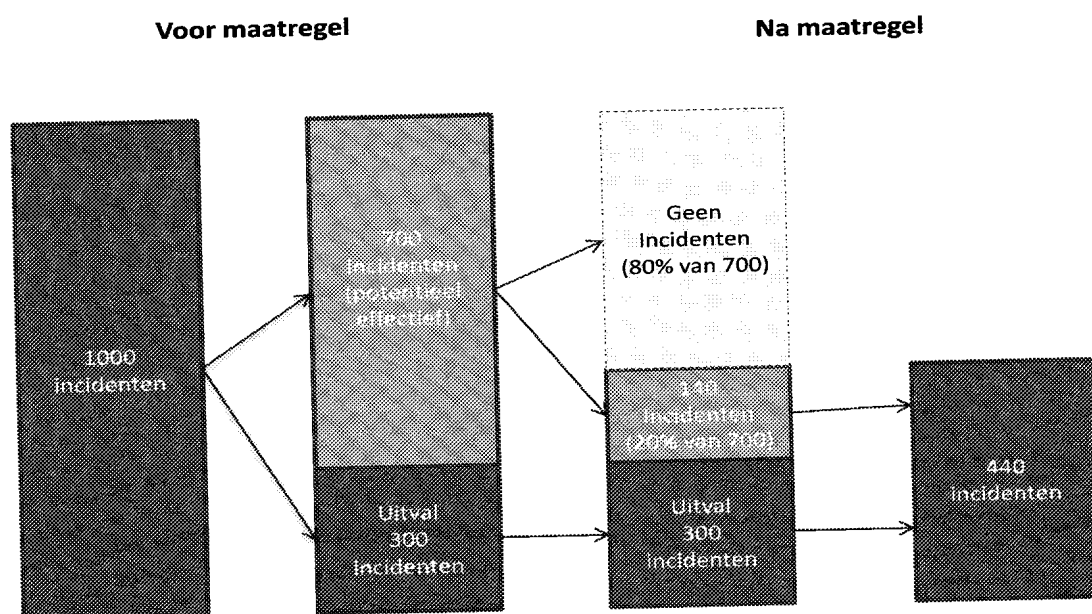 Voor maatregel
Na maatregel
1000
incidenten
700
incidenten
(potentieel
effectief)
Uitval
300
incidenten
Geen
Incidenten
(80% van 700)
140
Incidenten
(20% van 700)
Uitval
300
incidenten
440
incidenten